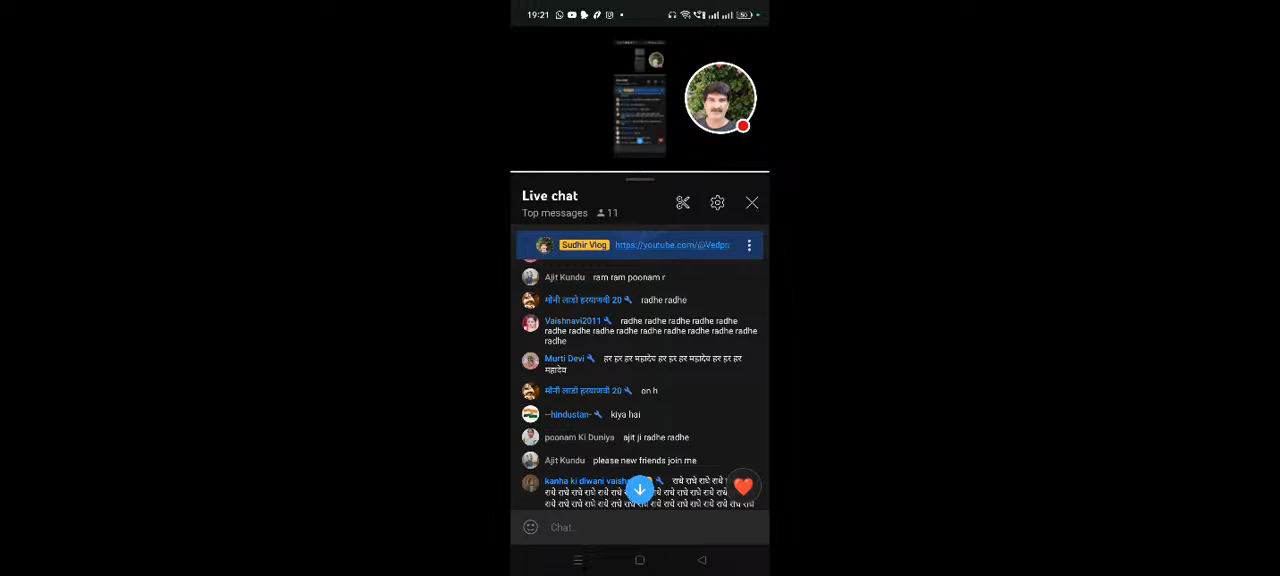 19:21
50
Live chat
Top messages 11
Sudhir Vlog https://youtube.com/@Vedpra
Ajit Kundu ram ram poonam r
मोनी लाडो हरयाणवी 20 radhe radhe
Vaishnavi2011 radhe radhe radhe radhe radhe
radhe radhe radhe radhe radhe radhe radhe radhe radhe
radhe
Murti Devi हर हर हर महादेव हर हर हर महादेव हर हर हर
महादेव
मोनी लाडो हरयाणवी 20 on h
--hindustan- kiya hai
poonam Ki Duniya ajit ji radhe radhe
Ajit Kundu please new friends join me
kanha ki diwani vaish राधे राधे राधे राधे
राधे राधे राधे राधे राधे राधे राधे राधे राधे राधे
राधे राधे राधे राधे राधे राधे राधे राधे राधे राधे
Chat..